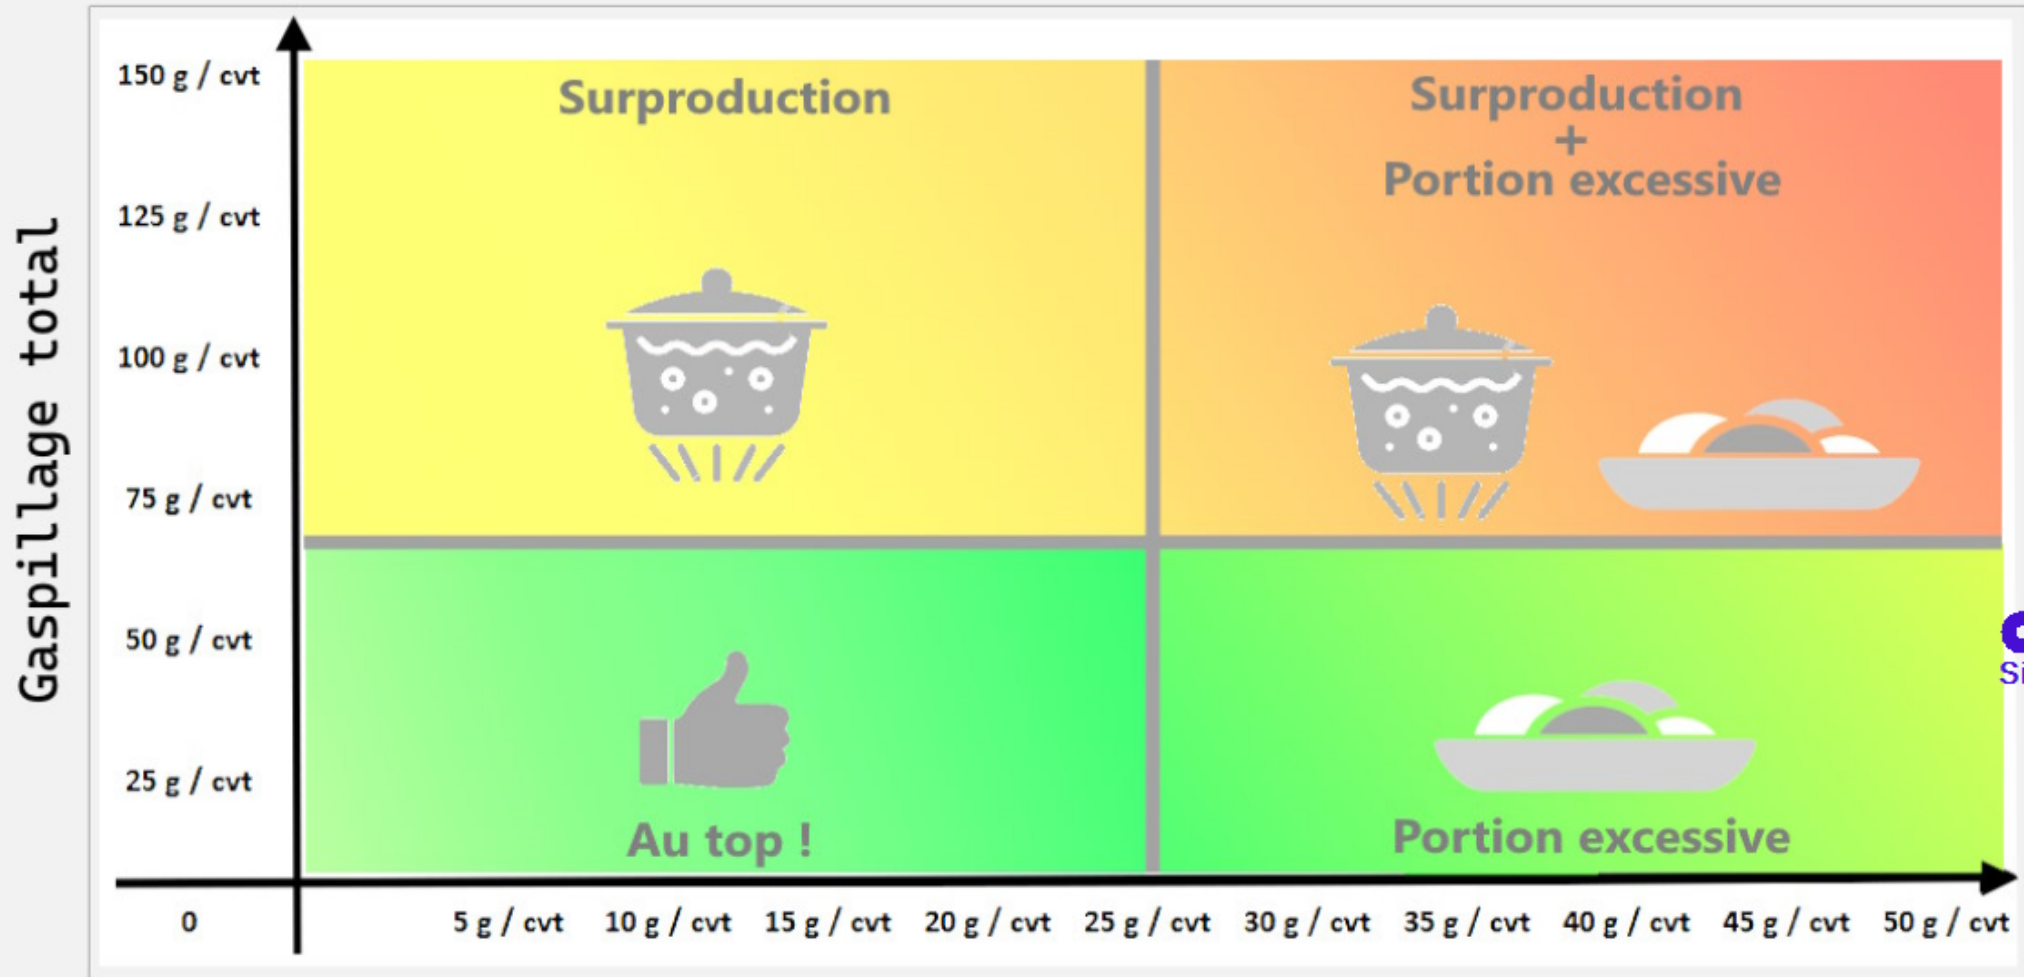 Gaspillage total
150 g / cvt
125 g / cvt
100 g / cvt
75 g / cvt
50 g / cvt
25 g / cvt
Surproduction
Surproduction
+
Portion excessive
Au top !
Portion excessive
0 5 g / cvt 10 g / cvt 15 g / cvt 20 g / cvt 25 g / cvt 30 g / cvt 35 g / cvt 40 g / cvt 45 g / cvt 50 g / cvt